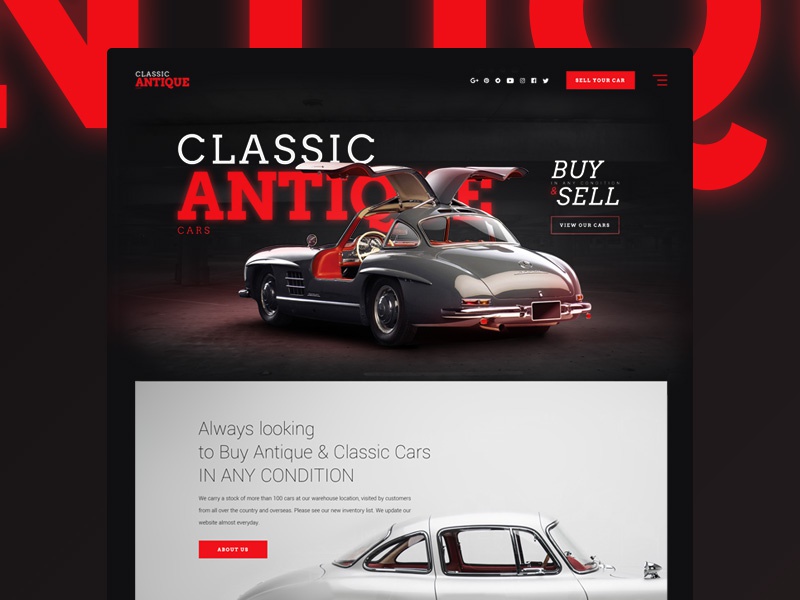 ANTIQUE
CLASSIC
ANTIQUE
G+
SELL YOUR CAR
CLASSIC
ANTIQUE
CARS
BUY
IN ANY CONDITION
& SELL
VIEW OUR CARS
Always looking
to Buy Antique & Classic Cars
IN ANY CONDITION
We carry a stock of more than 100 cars at our warehouse location, visited by customers
from all over the country and overseas. Please see our new inventory list. We update our
website almost everyday.
ABOUT US